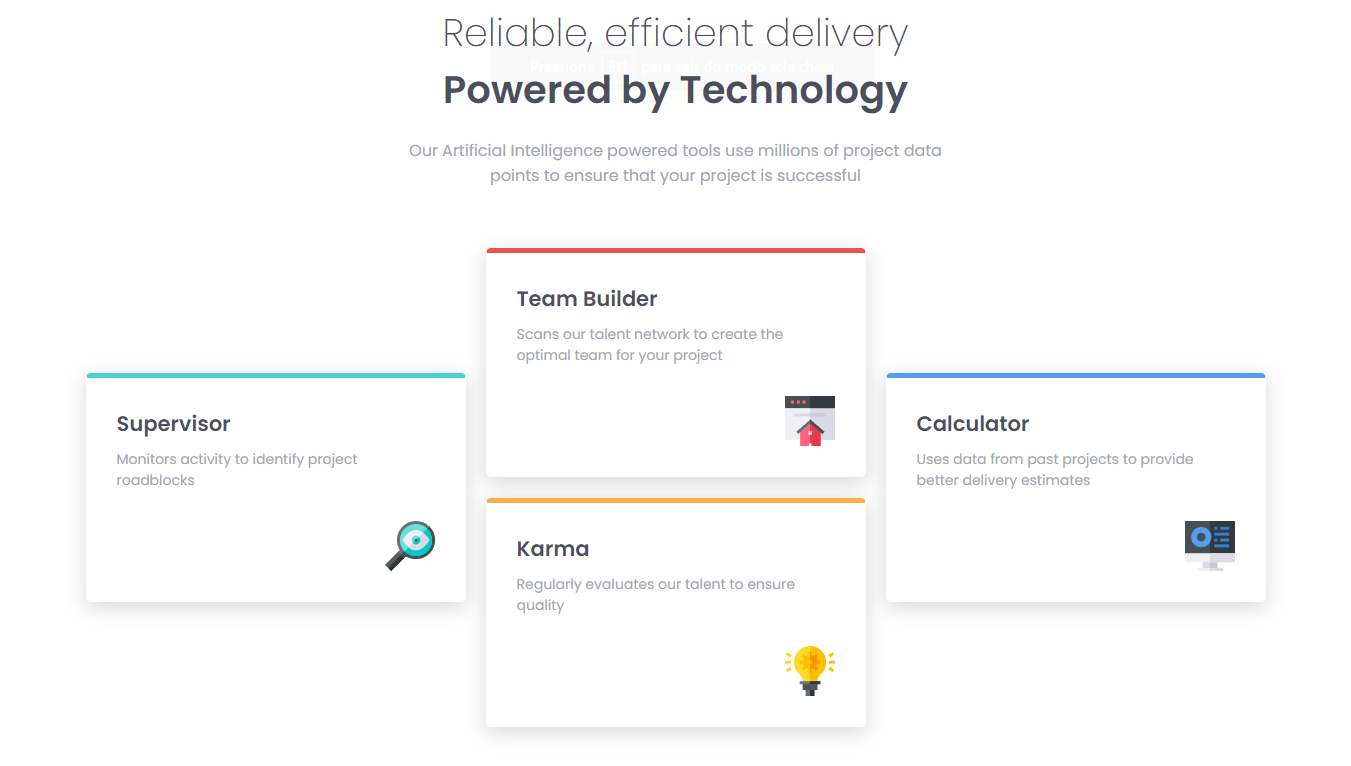 Reliable, efficient delivery
Pressione F11 para sair do modo tela cheia
Powered by Technology
Our Artificial Intelligence powered tools use millions of project data
points to ensure that your project is successful
Team Builder
Scans our talent network to create the
optimal team for your project
Supervisor
Monitors activity to identify project
roadblocks
Calculator
Uses data from past projects to provide
better delivery estimates
Karma
Regularly evaluates our talent to ensure
quality